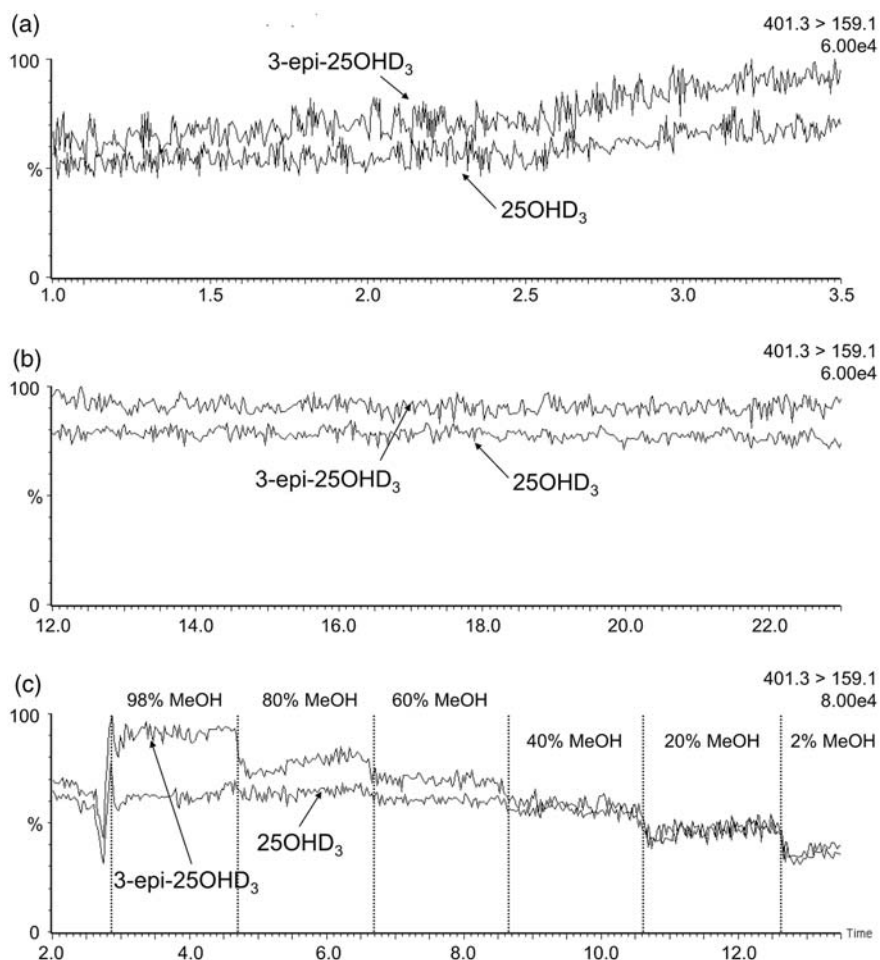 (a)
401.3 > 159.1
6.00e4
100
3-epi-25OHD₃
%
25OHD₃
0
1.0 1.5 2.0 2.5 3.0 3.5
(b)
401.3 > 159.1
6.00e4
100
3-epi-25OHD₃ 25OHD₃
%
0
12.0 14.0 16.0 18.0 20.0 22.0
(c)
401.3 > 159.1
8.00e4
98% MeOH 80% MeOH 60% MeOH
100
40% MeOH 20% MeOH 2% MeOH
%
25OHD₃
3-epi-25OHD₃
0
2.0 4.0 6.0 8.0 10.0 12.0 Time